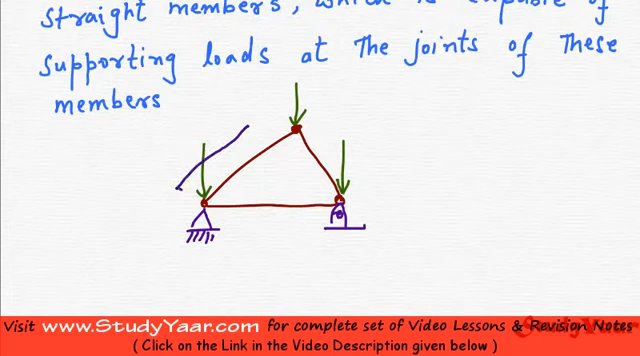 straight members, which is capable of
supporting loads at the joints of these
members
Visit www.StudyYaar.com for complete set of Video Lessons & Revision Notes
StudyYaar
( Click on the Link in the Video Description given below )